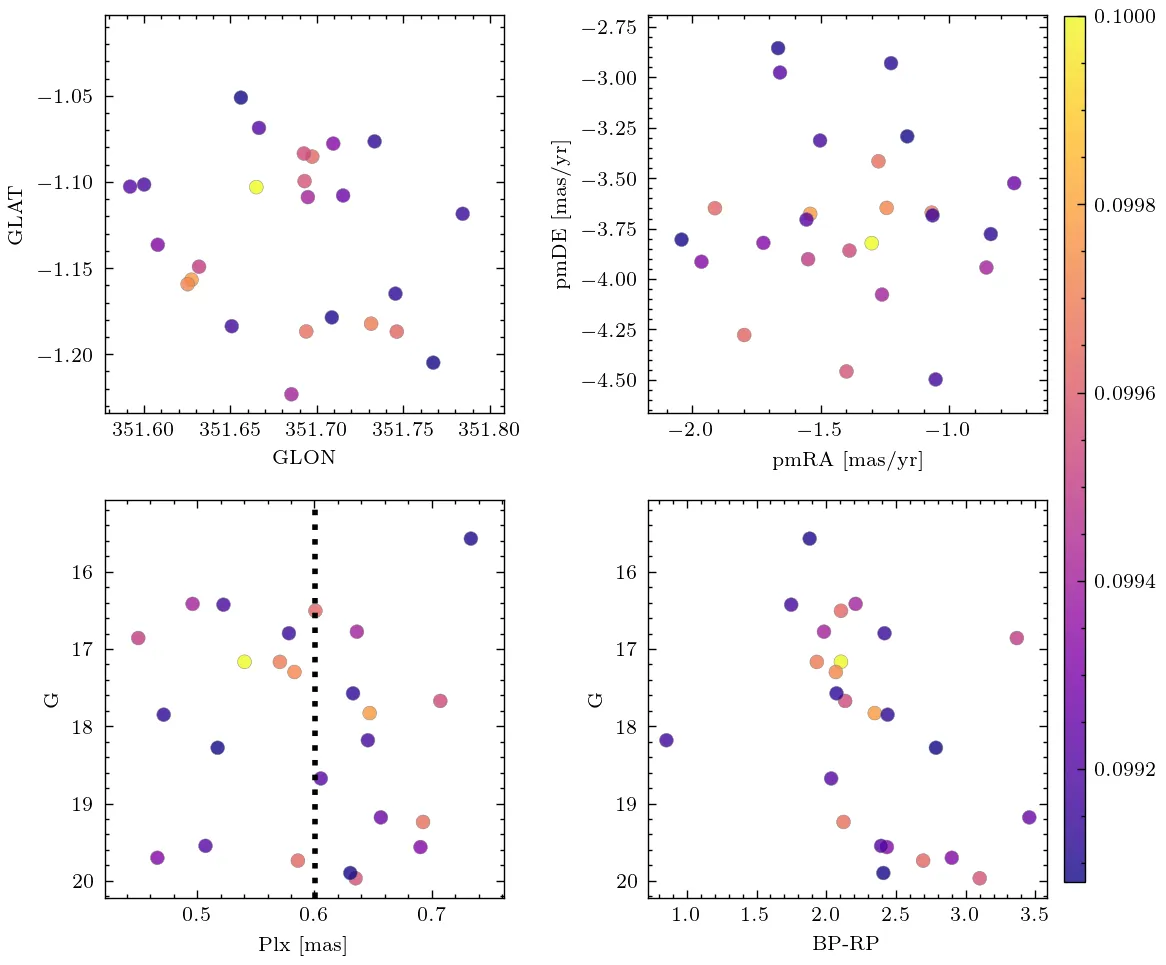 −1.05
−1.10
−1.15
−1.20
GLAT
351.60 351.65 351.70 351.75 351.80
GLON
−2.75
−3.00
−3.25
−3.50
−3.75
−4.00
−4.25
−4.50
pmDE [mas/yr]
−2.0 −1.5 −1.0
pmRA [mas/yr]
0.1000
0.0998
0.0996
0.0994
0.0992
16
17
18
19
20
G
0.5 0.6 0.7
Plx [mas]
16
17
18
19
20
G
1.0 1.5 2.0 2.5 3.0 3.5
BP-RP